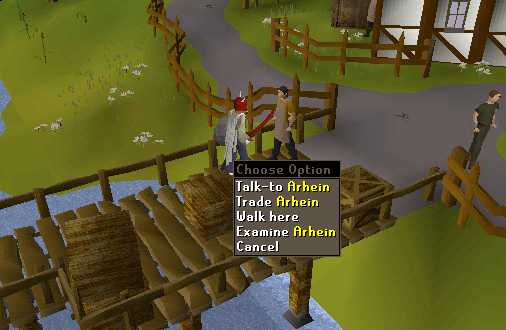 Choose Option
Talk-to Arhein
Trade Arhein
Walk here
Examine Arhein
Cancel